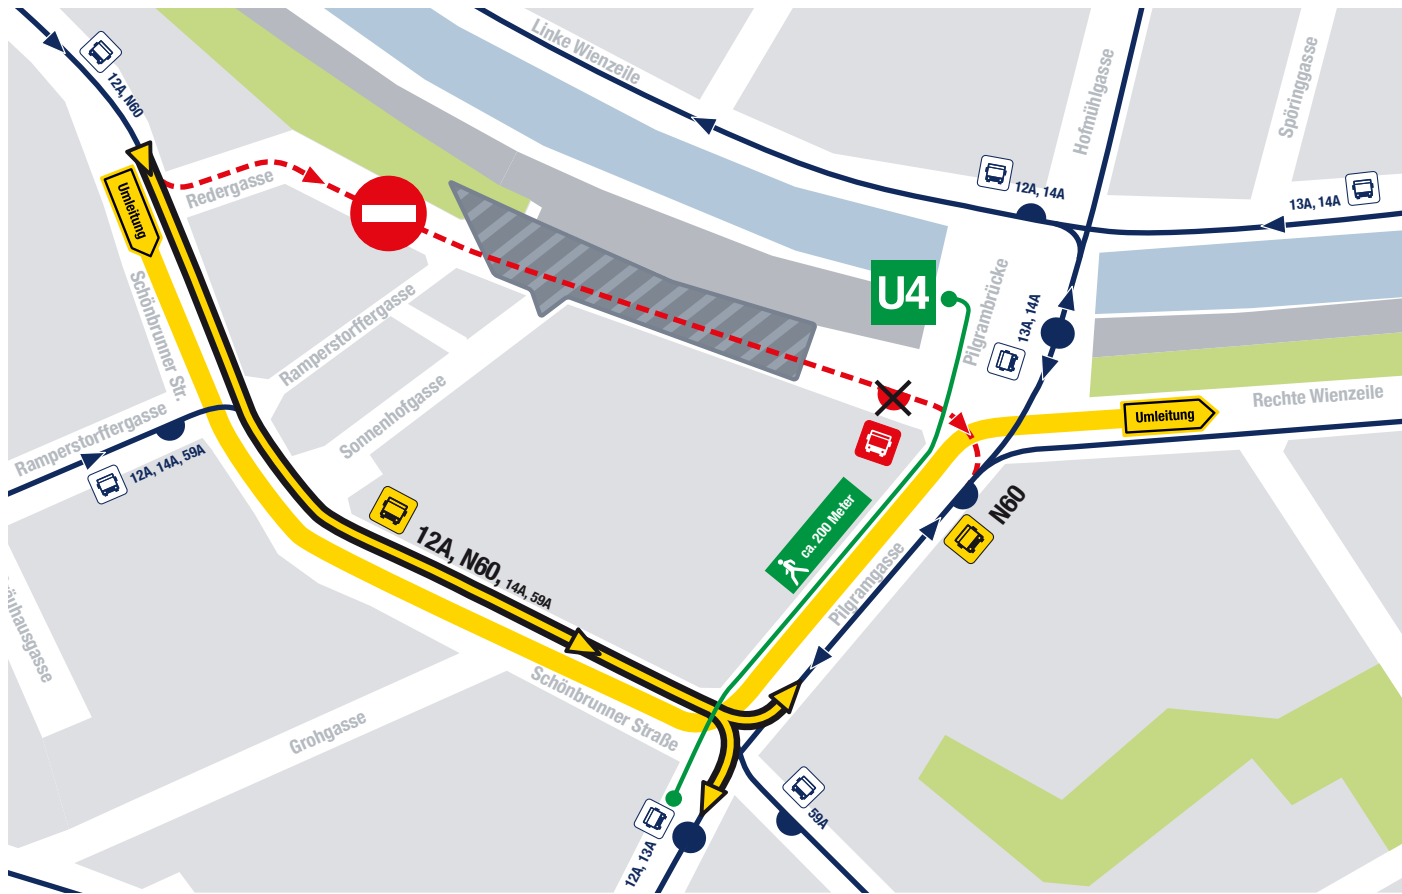 Linke Wienzeile
Hofmühlgasse
Spöringgasse
12A, N60
12A, 14A
13A, 14A
Redergasse
Umleitung
U4
Pilgrambrücke
13A, 14A
Schönbrunner Str.
Ramperstorffergasse
Sonnenhofgasse
Ramperstorffergasse
12A, 14A, 59A
Rechte Wienzeile
Umleitung
ca. 200 Meter
N60
12A, N60, 14A, 59A
Pilgramgasse
äuhausgasse
Schönbrunner Straße
Grohgasse
59A
12A, 13A